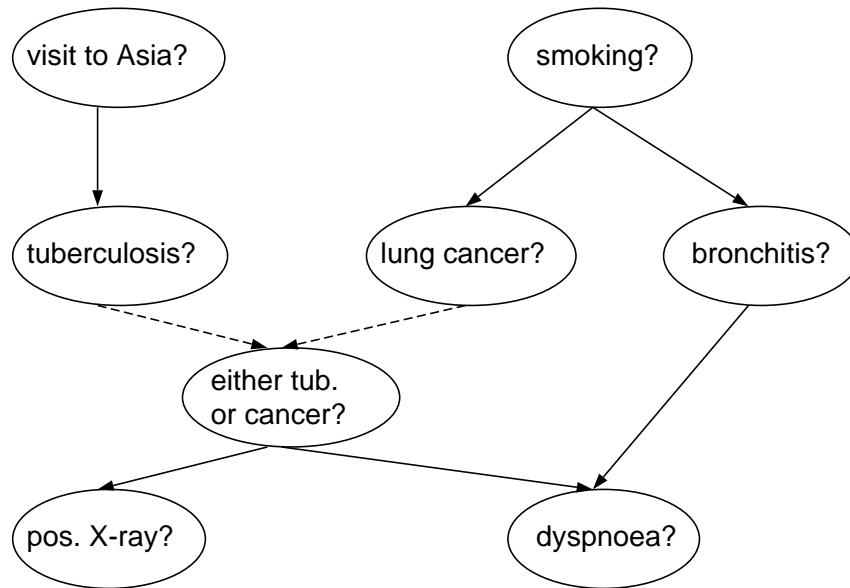 visit to Asia?
smoking?
tuberculosis?
lung cancer?
bronchitis?
either tub.
or cancer?
pos. X-ray?
dyspnoea?